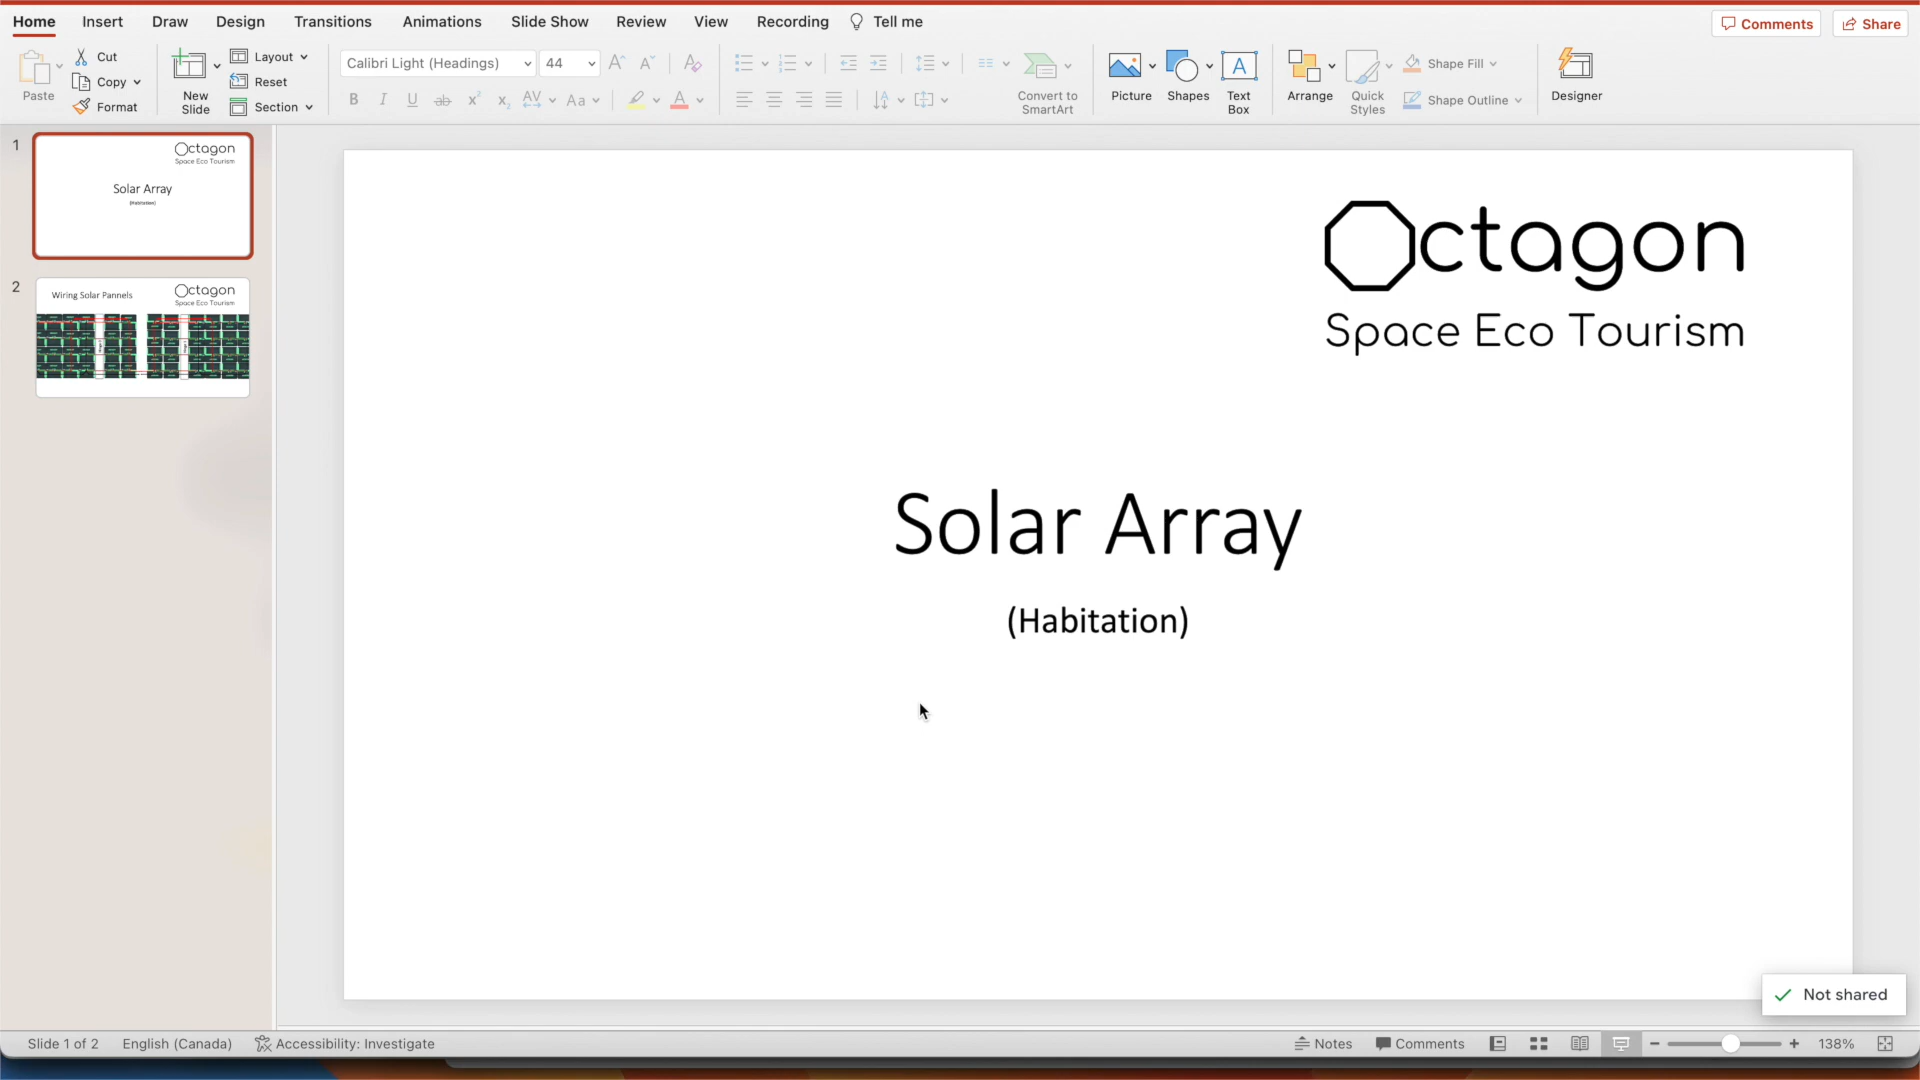 Home Insert Draw Design Transitions Animations Slide Show Review View Recording Tell me Comments Share
Paste
Cut
Copy
Format
New
Slide
Layout
Reset
Section
Calibri Light (Headings) 44
Convert to
SmartArt
Picture
Shapes
Text
Box
Arrange
Quick
Styles
Shape Fill
Shape Outline
Designer
1
Octagon
Space Eco Tourism
Solar Array
(Habitation)
2
Wiring Solar Pannels
Octagon
Space Eco Tourism
Octagon
Space Eco Tourism
Solar Array
(Habitation)
Not shared
Slide 1 of 2 English (Canada) Accessibility: Investigate Notes Comments 138%